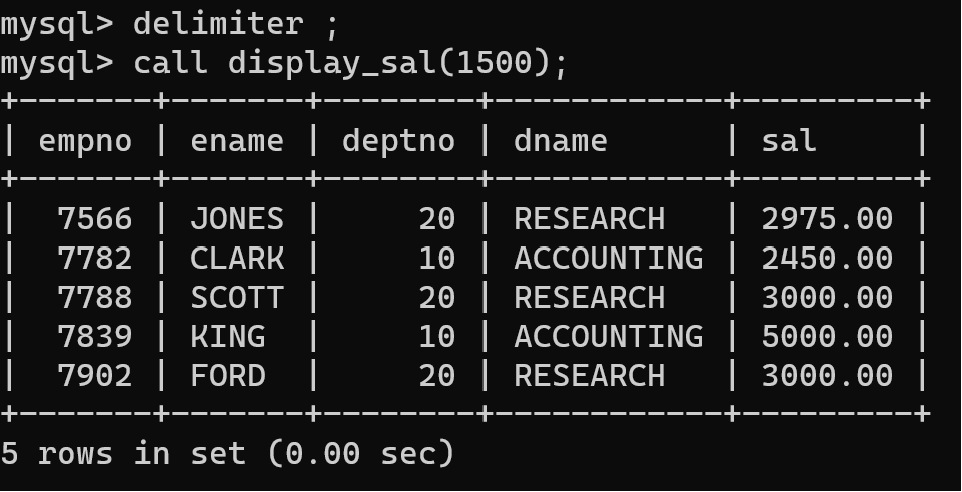 mysql> delimiter ;
mysql> call display_sal(1500);
+-------+-------+--------+------------+---------+
| empno | ename | deptno | dname      | sal     |
+-------+-------+--------+------------+---------+
|  7566 | JONES |     20 | RESEARCH   | 2975.00 |
|  7782 | CLARK |     10 | ACCOUNTING | 2450.00 |
|  7788 | SCOTT |     20 | RESEARCH   | 3000.00 |
|  7839 | KING  |     10 | ACCOUNTING | 5000.00 |
|  7902 | FORD  |     20 | RESEARCH   | 3000.00 |
+-------+-------+--------+------------+---------+
5 rows in set (0.00 sec)